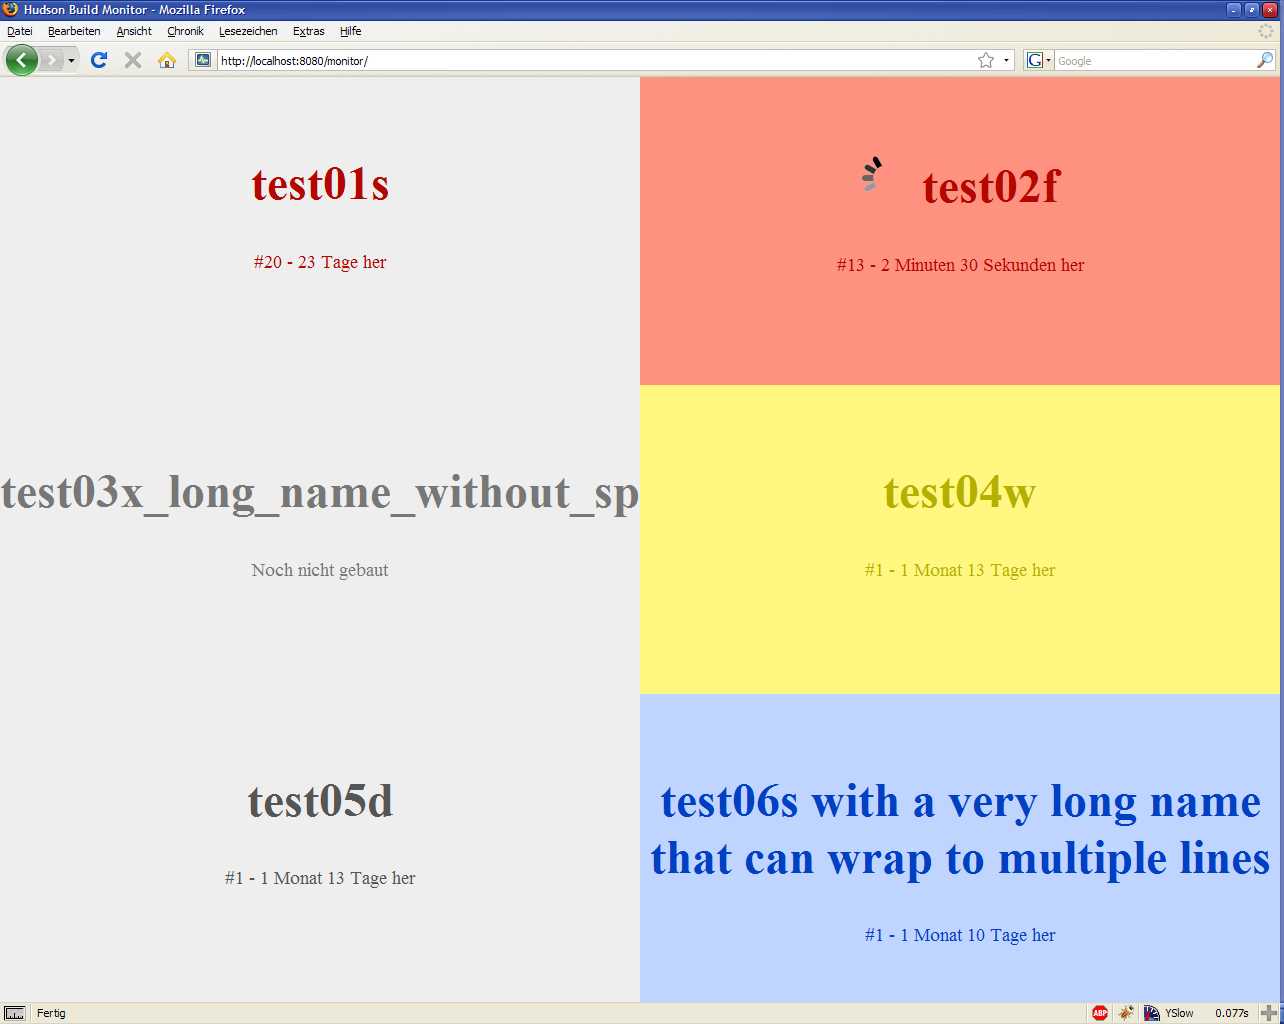 Hudson Build Monitor - Mozilla Firefox
Datei Bearbeiten Ansicht Chronik Lesezeichen Extras Hilfe
http://localhost:8080/monitor/
G Google
test01s
#20 - 23 Tage her
test02f
#13 - 2 Minuten 30 Sekunden her
test03x_long_name_without_sp
Noch nicht gebaut
test04w
#1 - 1 Monat 13 Tage her
test05d
#1 - 1 Monat 13 Tage her
test06s with a very long name
that can wrap to multiple lines
#1 - 1 Monat 10 Tage her
Fertig
ABP YSlow 0.077s